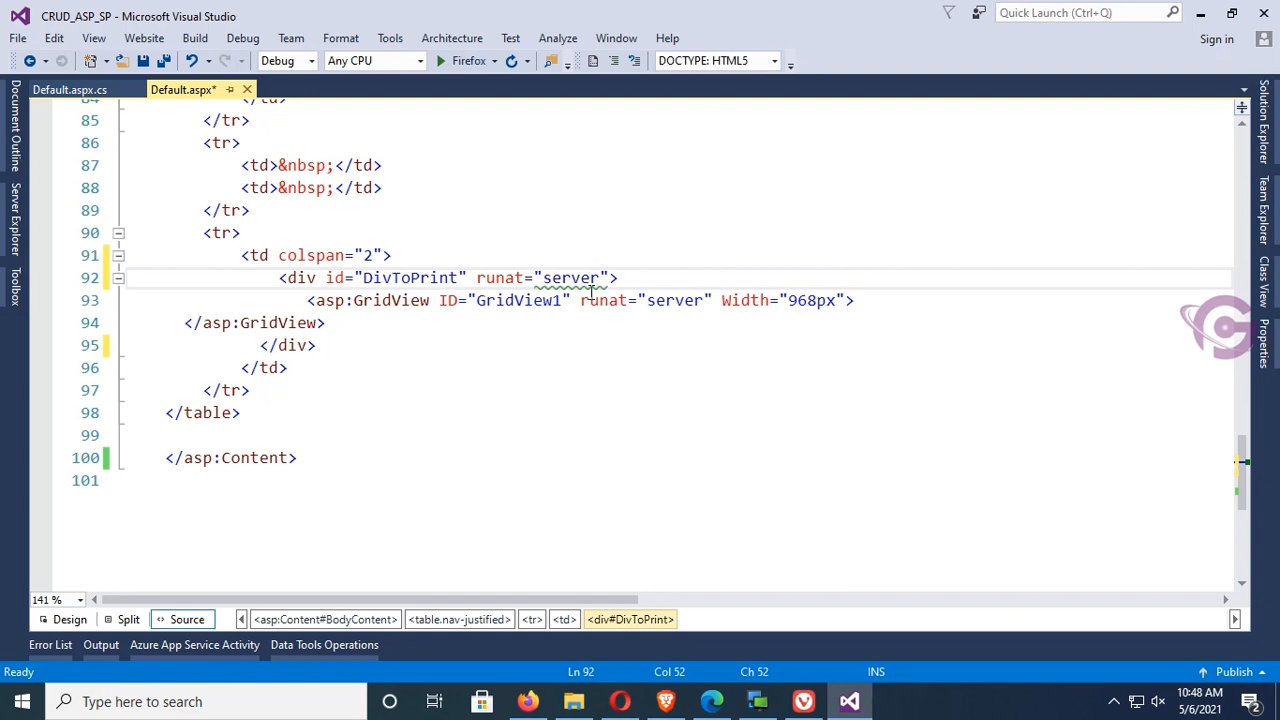 CRUD_ASP_SP - Microsoft Visual Studio
Quick Launch (Ctrl+Q)
File Edit View Website Build Debug Team Format Tools Architecture Test Analyze Window Help
Sign in
Debug Any CPU Firefox DOCTYPE: HTML5
Default.aspx.cs Default.aspx*
Document Outline
Server Explorer
Toolbox
Solution Explorer
Team Explorer
Class View
Properties
84 </td>
85 </tr>
86 <tr>
87 <td>&nbsp;</td>
88 <td>&nbsp;</td>
89 </tr>
90 <tr>
91 <td colspan="2">
92 <div id="DivToPrint" runat="server">
93 <asp:GridView ID="GridView1" runat="server" Width="968px">
94 </asp:GridView>
95 </div>
96 </td>
97 </tr>
98 </table>
99
100 </asp:Content>
101
141 %
Design Split Source <asp:Content#BodyContent> <table.nav-justified> <tr> <td> <div#DivToPrint>
Error List Output Azure App Service Activity Data Tools Operations
Ready Ln 92 Col 52 Ch 52 INS Publish
Type here to search
10:48 AM
5/6/2021
2